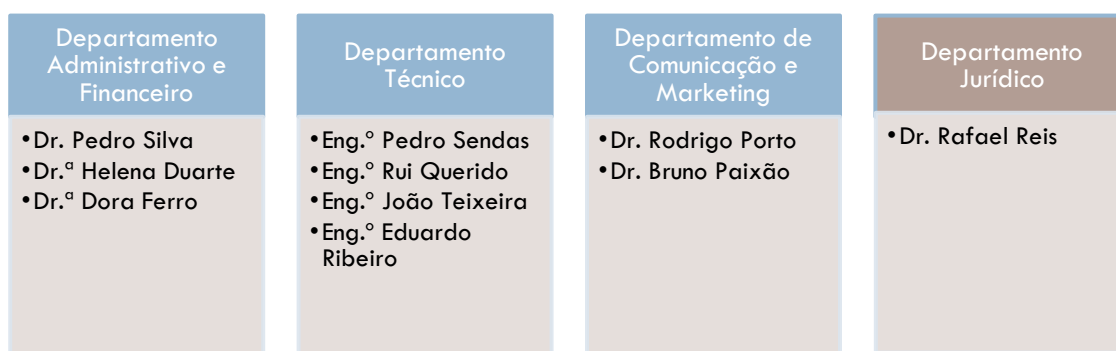 Departamento
Administrativo e
Financeiro
•Dr. Pedro Silva
•Dr.ª Helena Duarte
•Dr.ª Dora Ferro
Departamento
Técnico
•Eng.º Pedro Sendas
•Eng.º Rui Querido
•Eng.º João Teixeira
•Eng.º Eduardo
Ribeiro
Departamento de
Comunicação e
Marketing
•Dr. Rodrigo Porto
•Dr. Bruno Paixão
Departamento
Jurídico
•Dr. Rafael Reis